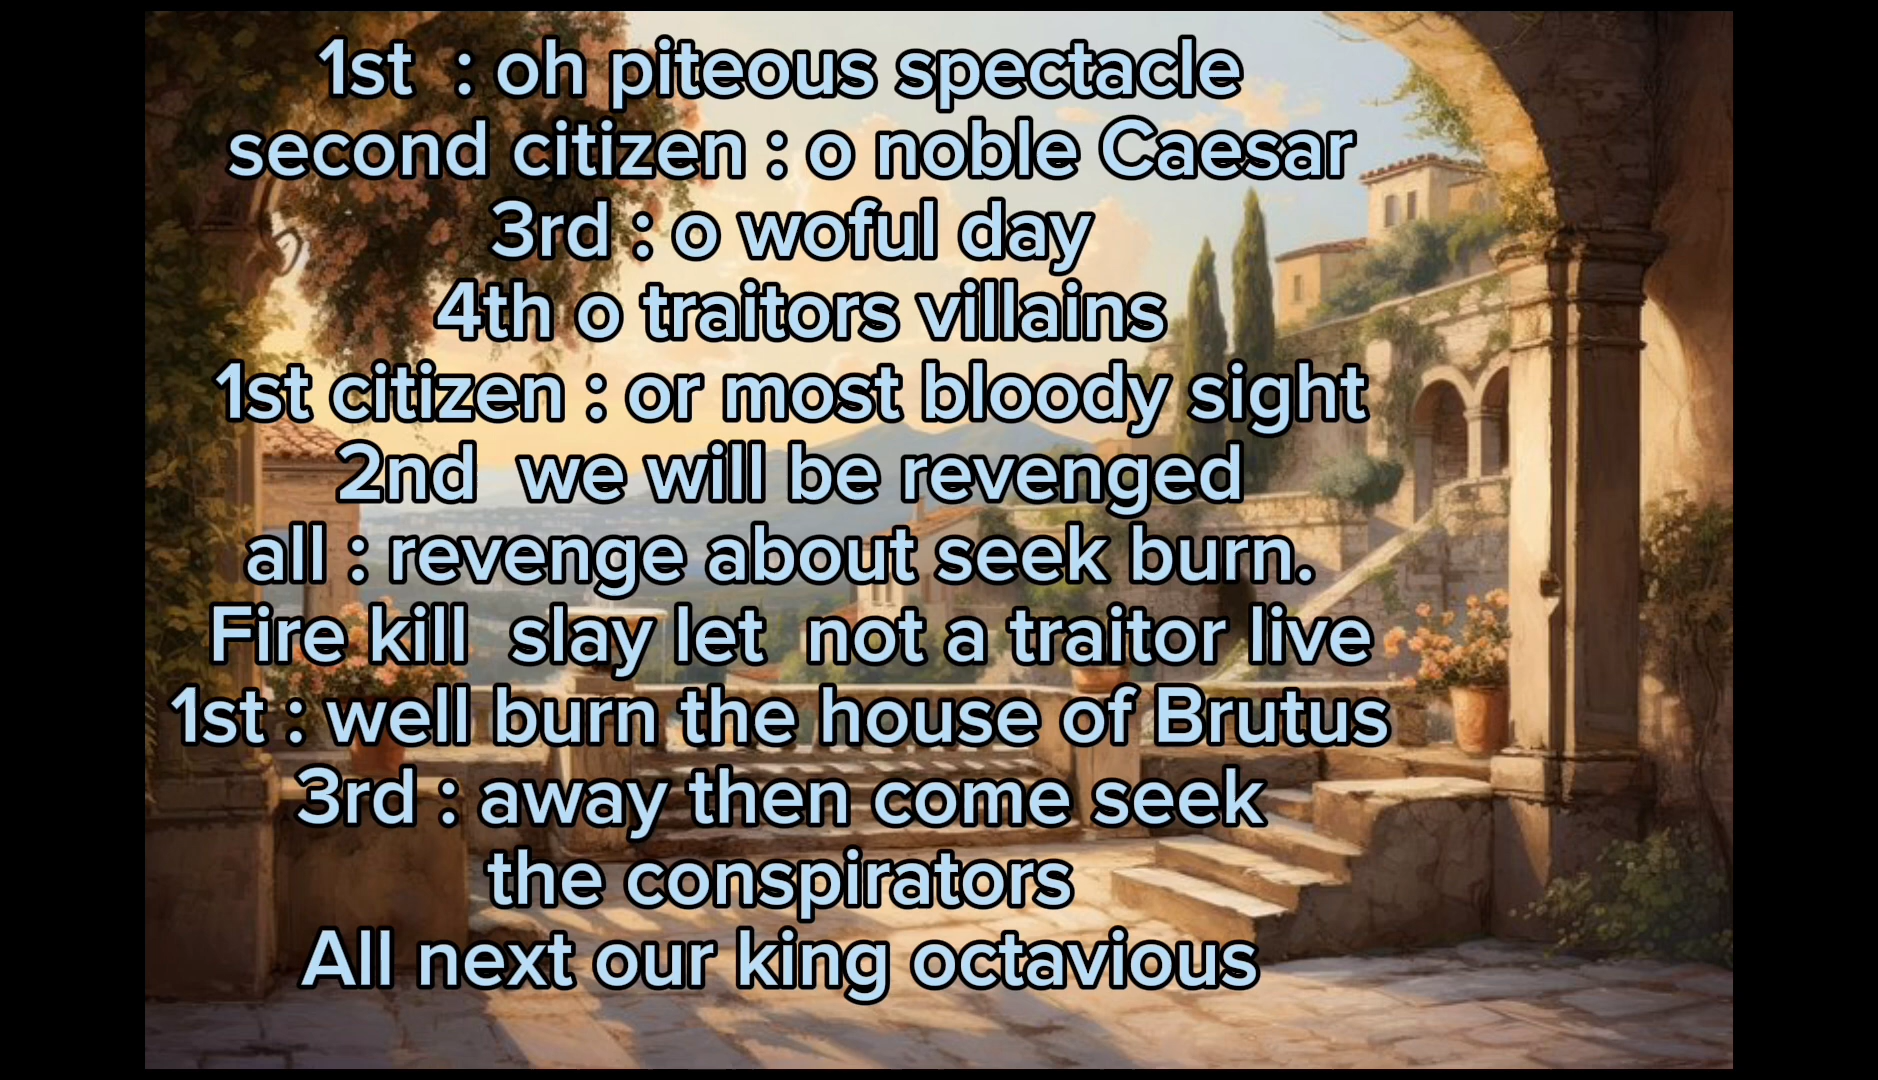 1st : oh piteous spectacle
second citizen : o noble Caesar
3rd : o woful day
4th o traitors villains
1st citizen : or most bloody sight
2nd we will be revenged
all : revenge about seek burn.
Fire kill slay let not a traitor live
1st : well burn the house of Brutus
3rd : away then come seek
the conspirators
All next our king octavious